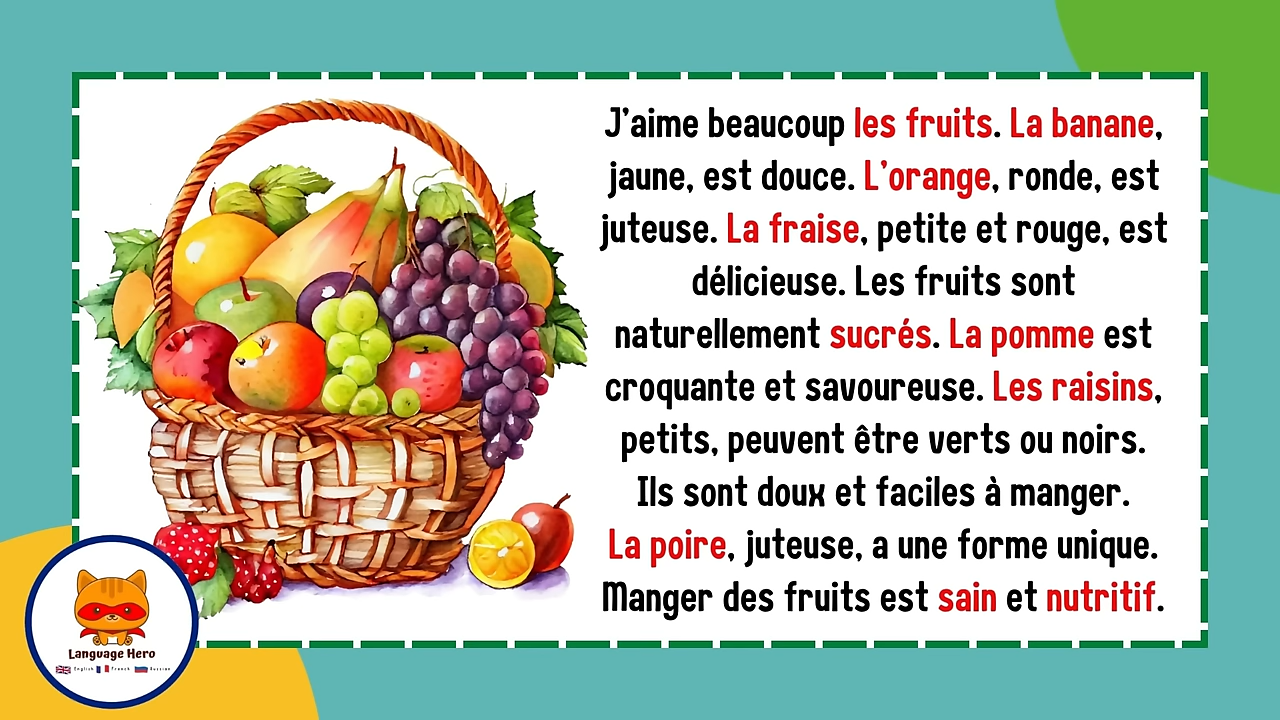 J'aime beaucoup les fruits. La banane,
jaune, est douce. L'orange, ronde, est
juteuse. La fraise, petite et rouge, est
délicieuse. Les fruits sont
naturellement sucrés. La pomme est
croquante et savoureuse. Les raisins,
petits, peuvent être verts ou noirs.
Ils sont doux et faciles à manger.
La poire, juteuse, a une forme unique.
Manger des fruits est sain et nutritif.
Language Hero
English French Russian